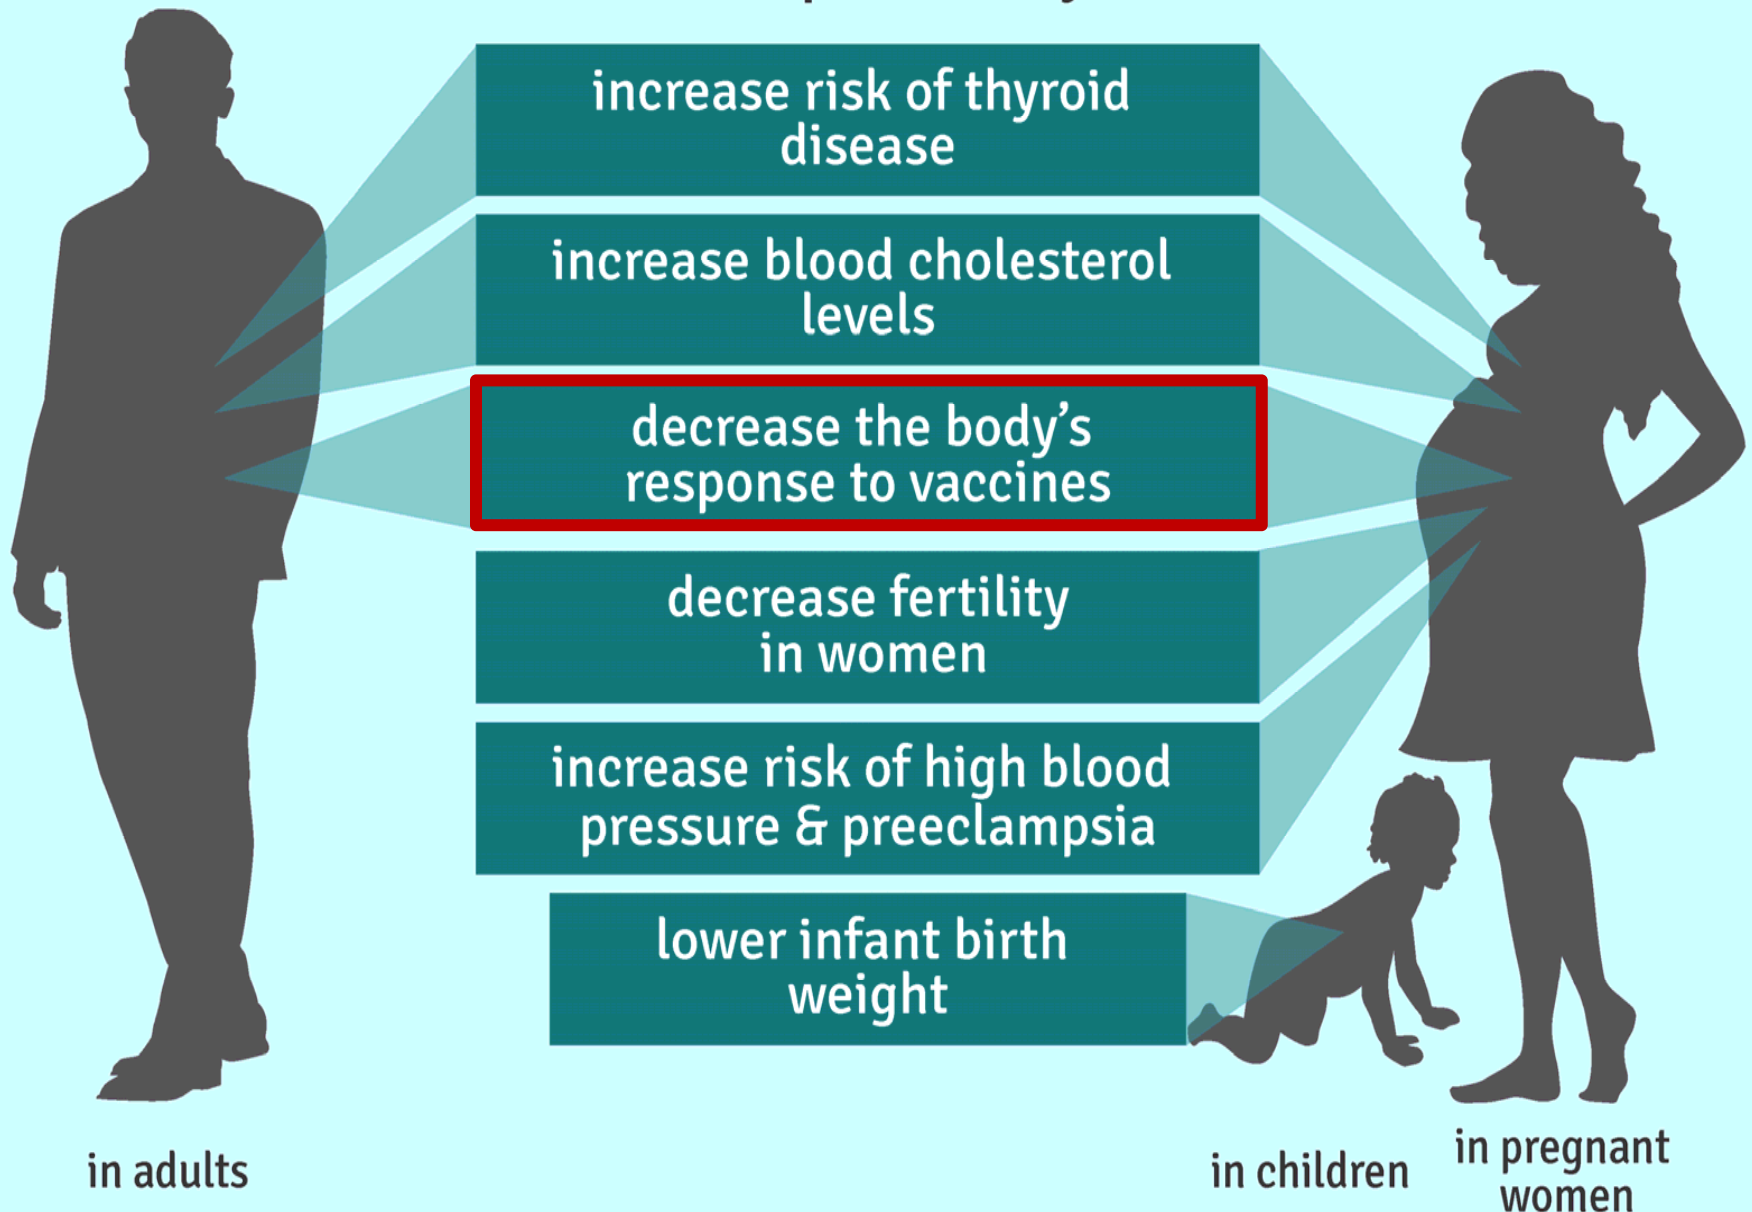 increase risk of thyroid
disease
increase blood cholesterol
levels
decrease the body’s
response to vaccines
decrease fertility
in women
increase risk of high blood
pressure & preeclampsia
lower infant birth
weight
in adults
in children
in pregnant
women